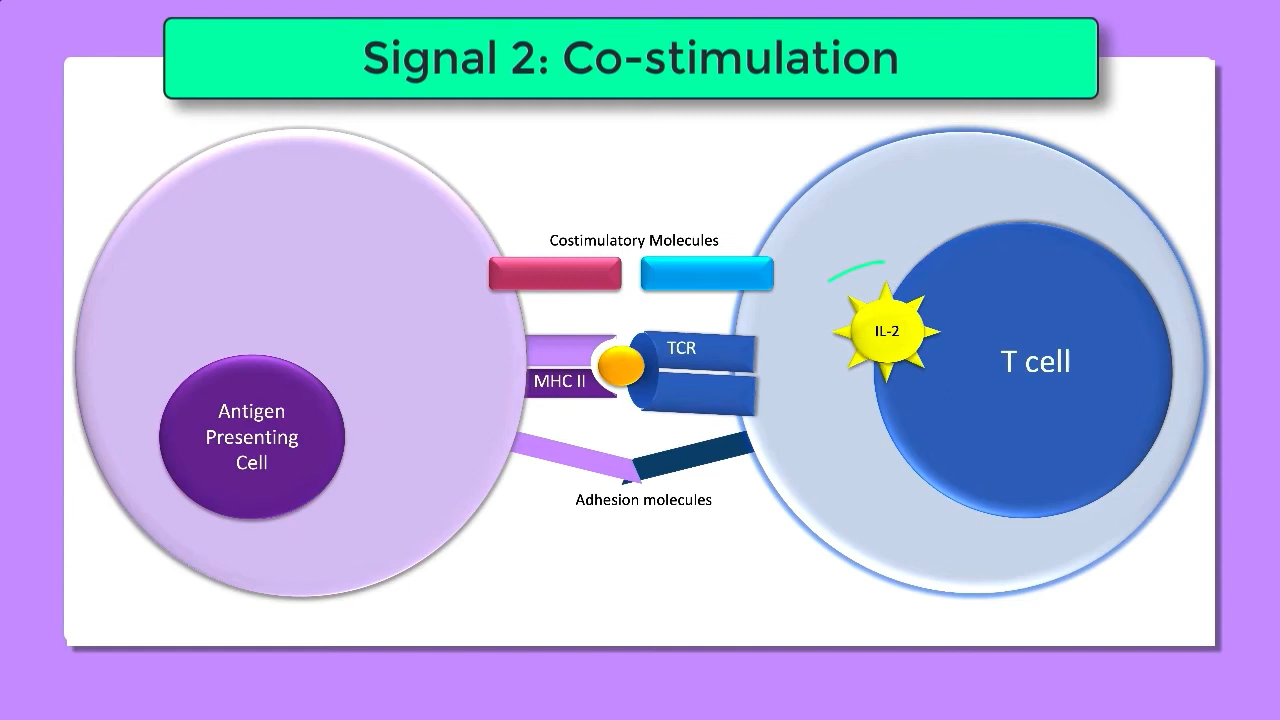 Signal 2: Co-stimulation
Costimulatory Molecules
IL-2
TCR
T cell
MHC II
Antigen
Presenting
Cell
Adhesion molecules